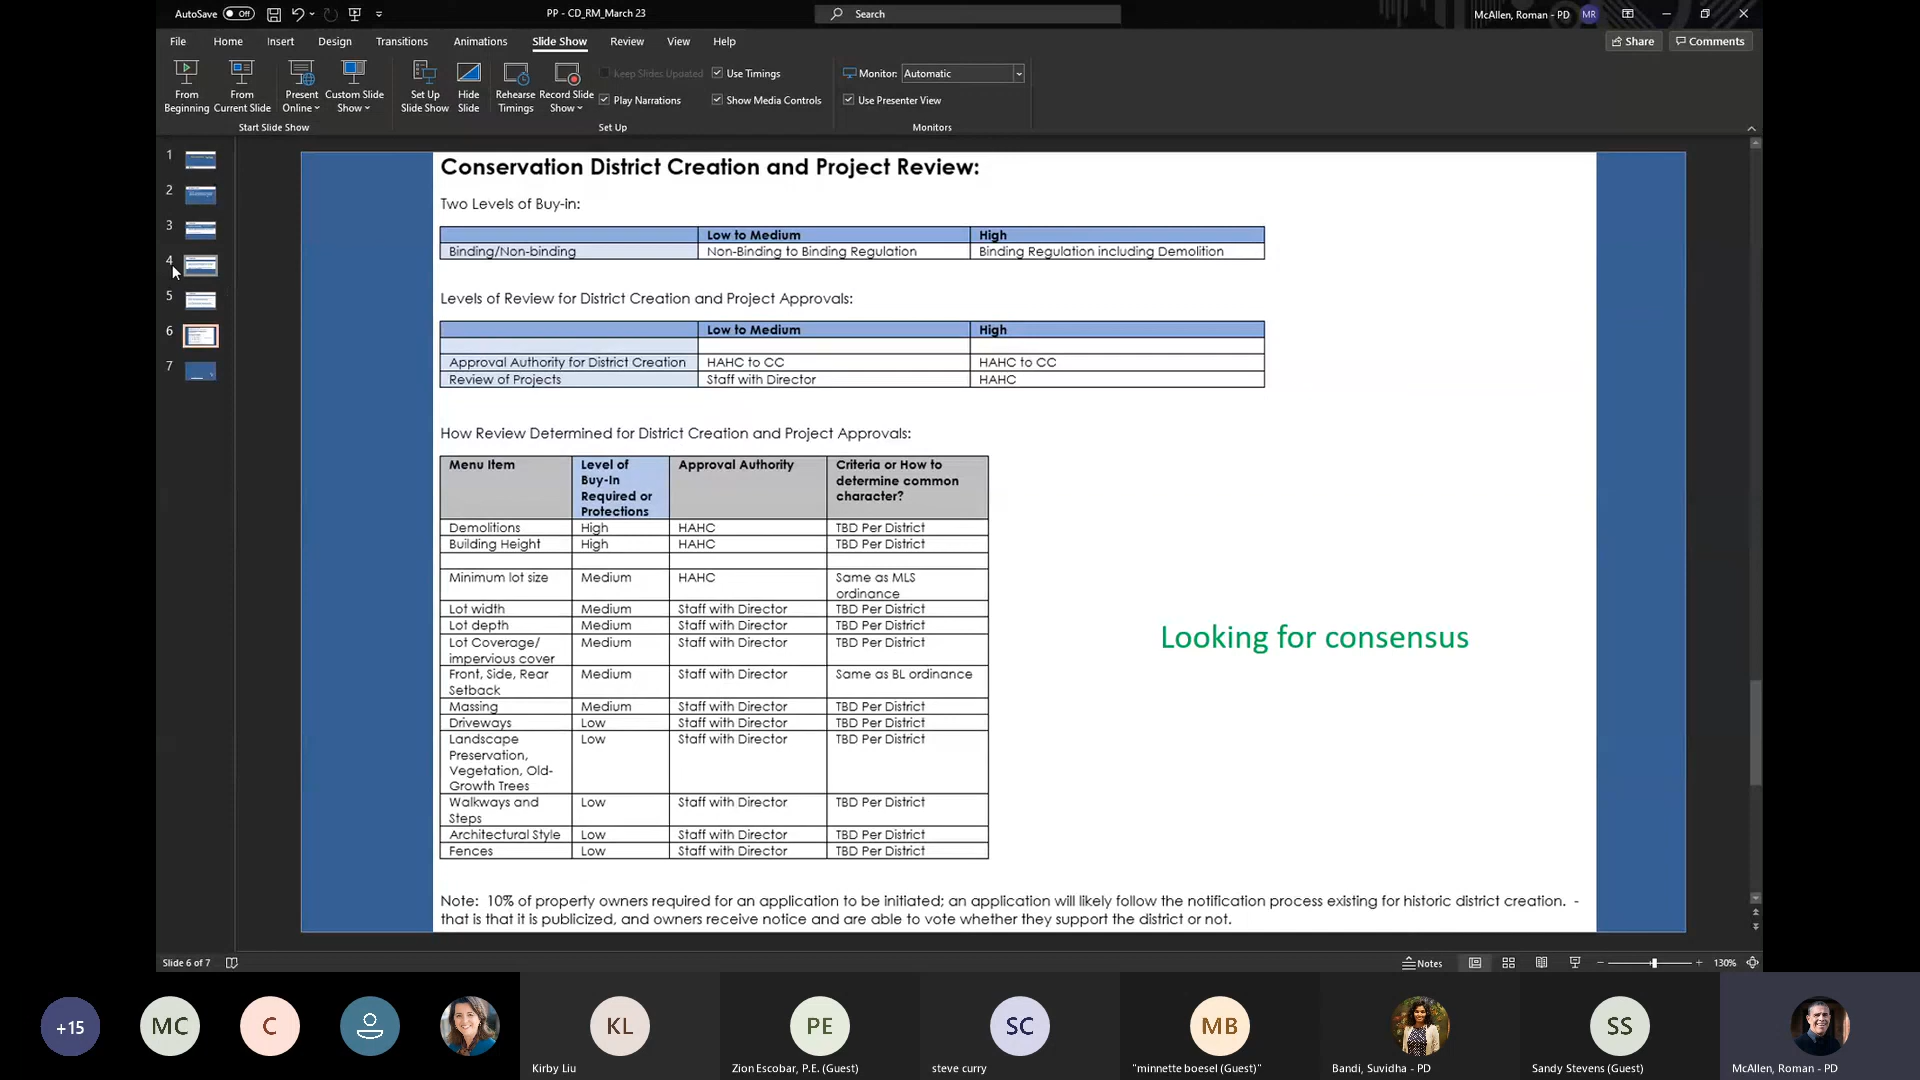 AutoSave Off
PP - CD_RM_March 23
Search
McAllen, Roman - PD MR
File Home Insert Design Transitions Animations Slide Show Review View Help
Share Comments
From Beginning
From Current Slide
Present Online
Custom Slide Show
Set Up Slide Show
Hide Slide
Rehearse Timings
Record Slide Show
Keep Slides Updated
Play Narrations
Use Timings
Show Media Controls
Monitor: Automatic
Use Presenter View
Start Slide Show
Set Up
Monitors
1
2
3
4
5
6
7
Conservation District Creation and Project Review:
Two Levels of Buy-in:
Low to Medium High
Binding/Non-binding Non-Binding to Binding Regulation Binding Regulation including Demolition
Levels of Review for District Creation and Project Approvals:
Low to Medium High
Approval Authority for District Creation HAHC to CC HAHC to CC
Review of Projects Staff with Director HAHC
How Review Determined for District Creation and Project Approvals:
Menu Item
Level of Buy-In Required or Protections
Approval Authority
Criteria or How to determine common character?
Demolitions High HAHC TBD Per District
Building Height High HAHC TBD Per District
Minimum lot size Medium HAHC Same as MLS ordinance
Lot width Medium Staff with Director TBD Per District
Lot depth Medium Staff with Director TBD Per District
Lot Coverage/ impervious cover Medium Staff with Director TBD Per District
Front, Side, Rear Setback Medium Staff with Director Same as BL ordinance
Massing Medium Staff with Director TBD Per District
Driveways Low Staff with Director TBD Per District
Landscape Preservation, Vegetation, Old-Growth Trees Low Staff with Director TBD Per District
Walkways and Steps Low Staff with Director TBD Per District
Architectural Style Low Staff with Director TBD Per District
Fences Low Staff with Director TBD Per District
Looking for consensus
Note: 10% of property owners required for an application to be initiated; an application will likely follow the notification process existing for historic district creation. -
that is that it is publicized, and owners receive notice and are able to vote whether they support the district or not.
Slide 6 of 7
Notes
130%
+15
MC
C
KL
PE
SC
MB
SS
Kirby Liu
Zion Escobar, P.E. (Guest)
steve curry
"minnette boesel (Guest)"
Bandi, Suvidha - PD
Sandy Stevens (Guest)
McAllen, Roman - PD